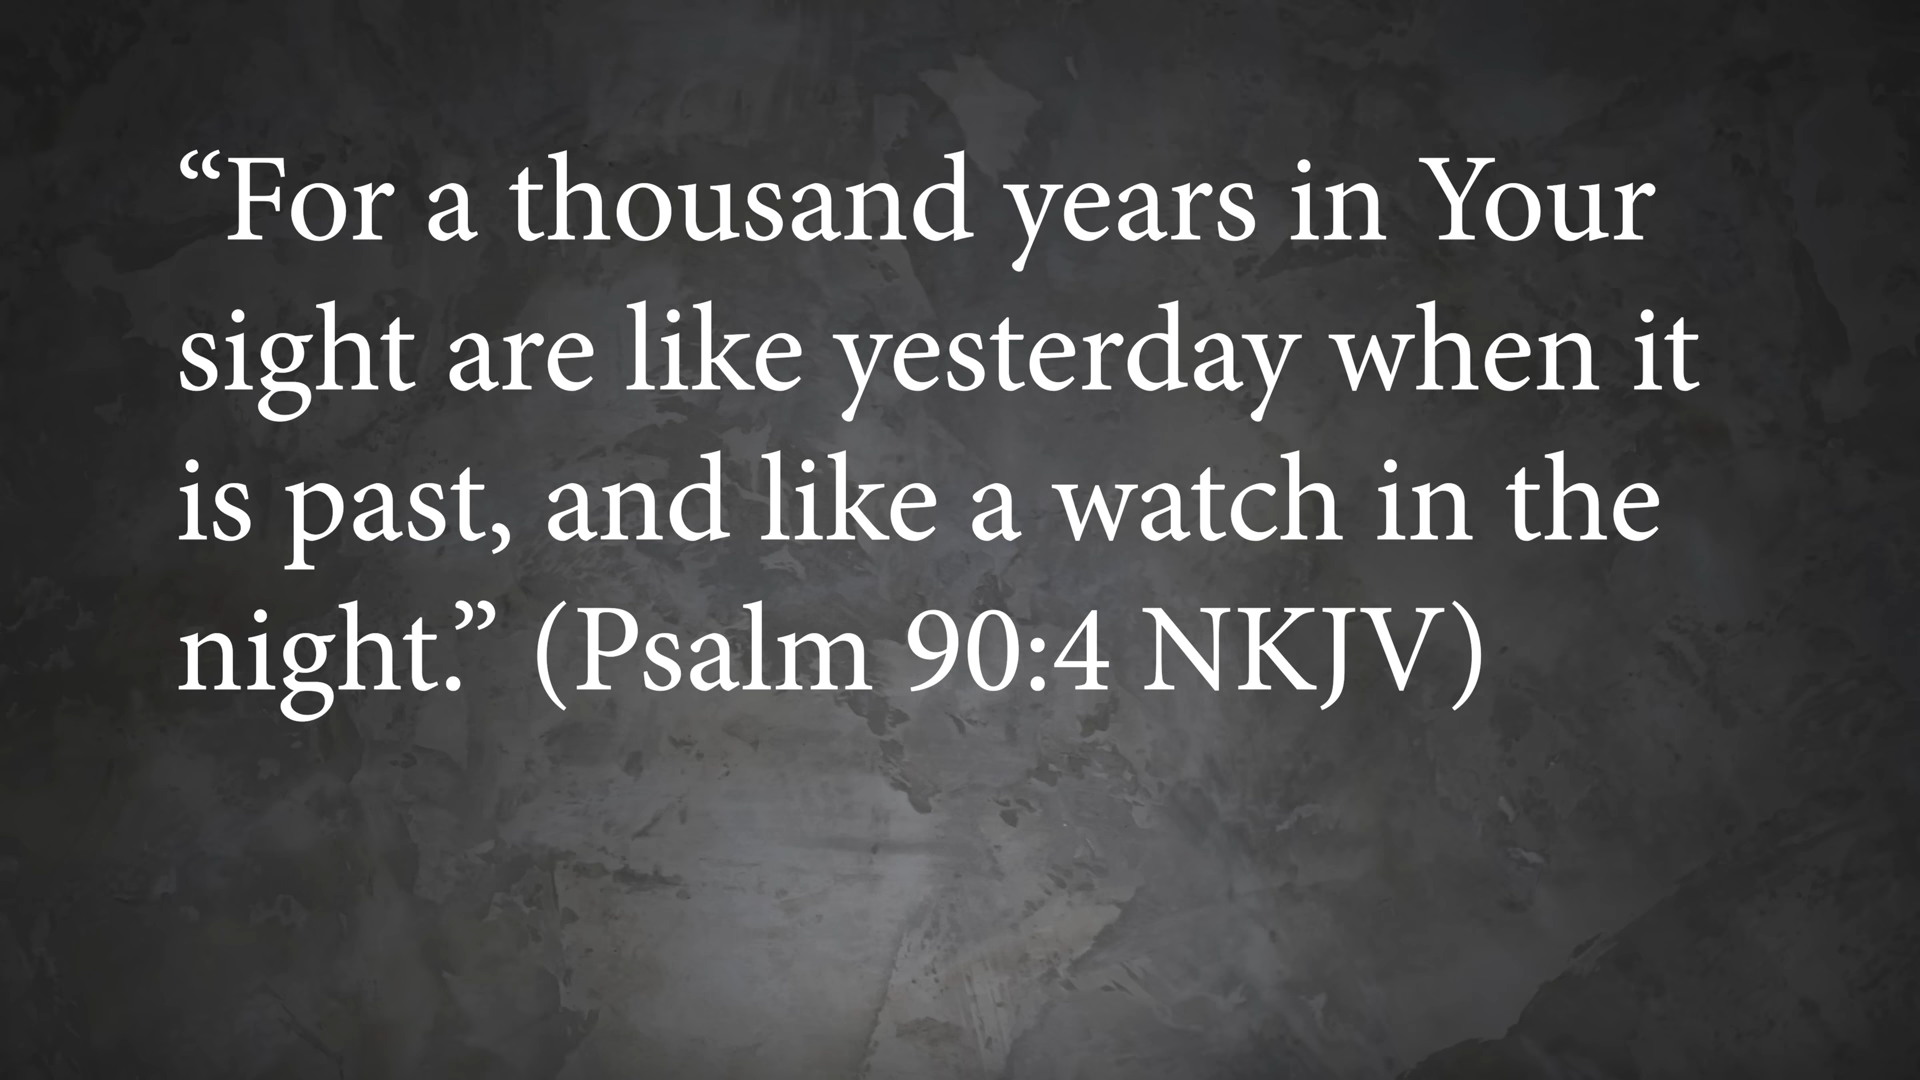 “For a thousand years in Your
sight are like yesterday when it
is past, and like a watch in the
night.” (Psalm 90:4 NKJV)